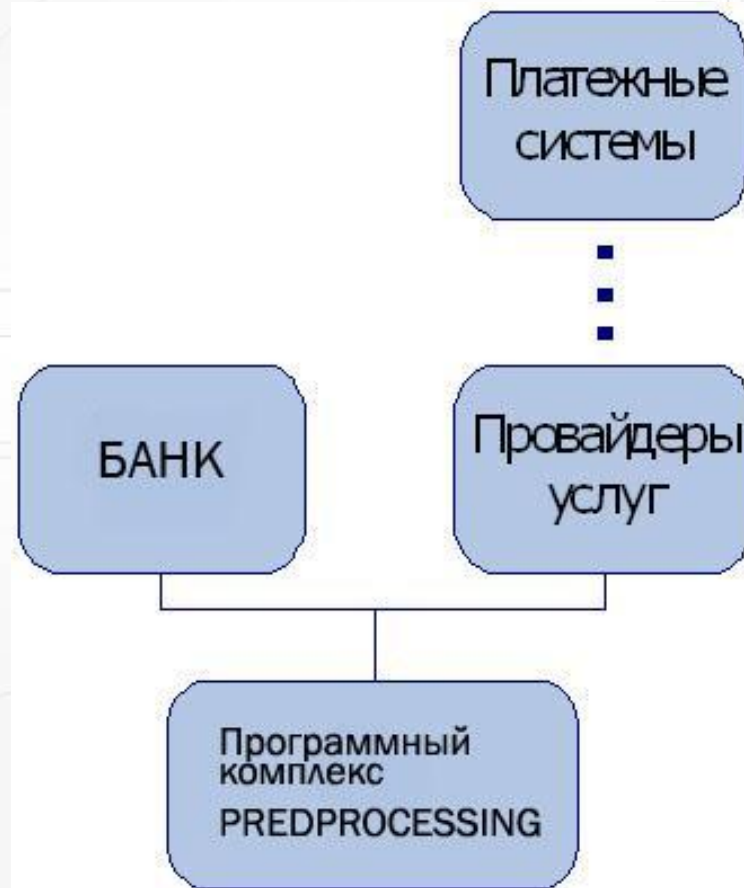 Платежные
системы
БАНК
Провайдеры
услуг
Программный
комплекс
PREDPROCESSING